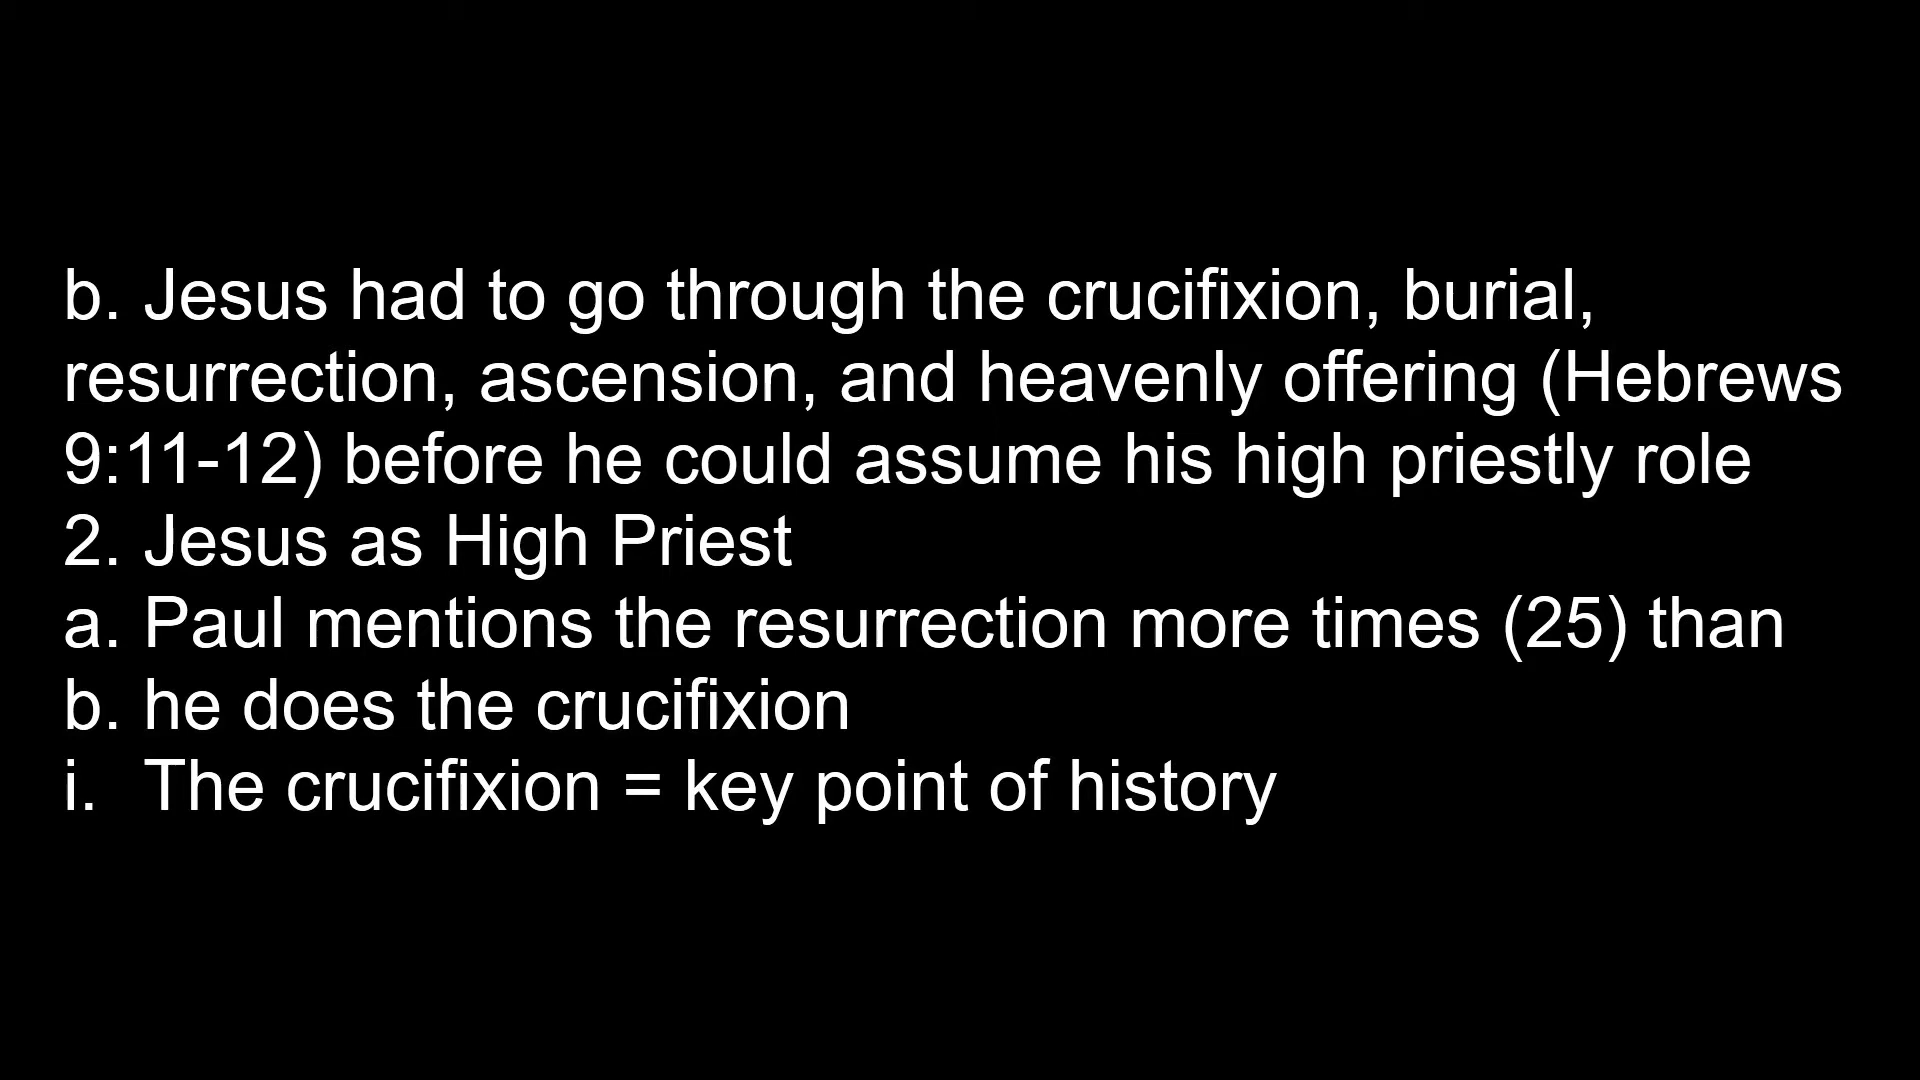 b. Jesus had to go through the crucifixion, burial,
resurrection, ascension, and heavenly offering (Hebrews
9:11-12) before he could assume his high priestly role
2. Jesus as High Priest
a. Paul mentions the resurrection more times (25) than
b. he does the crucifixion
i. The crucifixion = key point of history